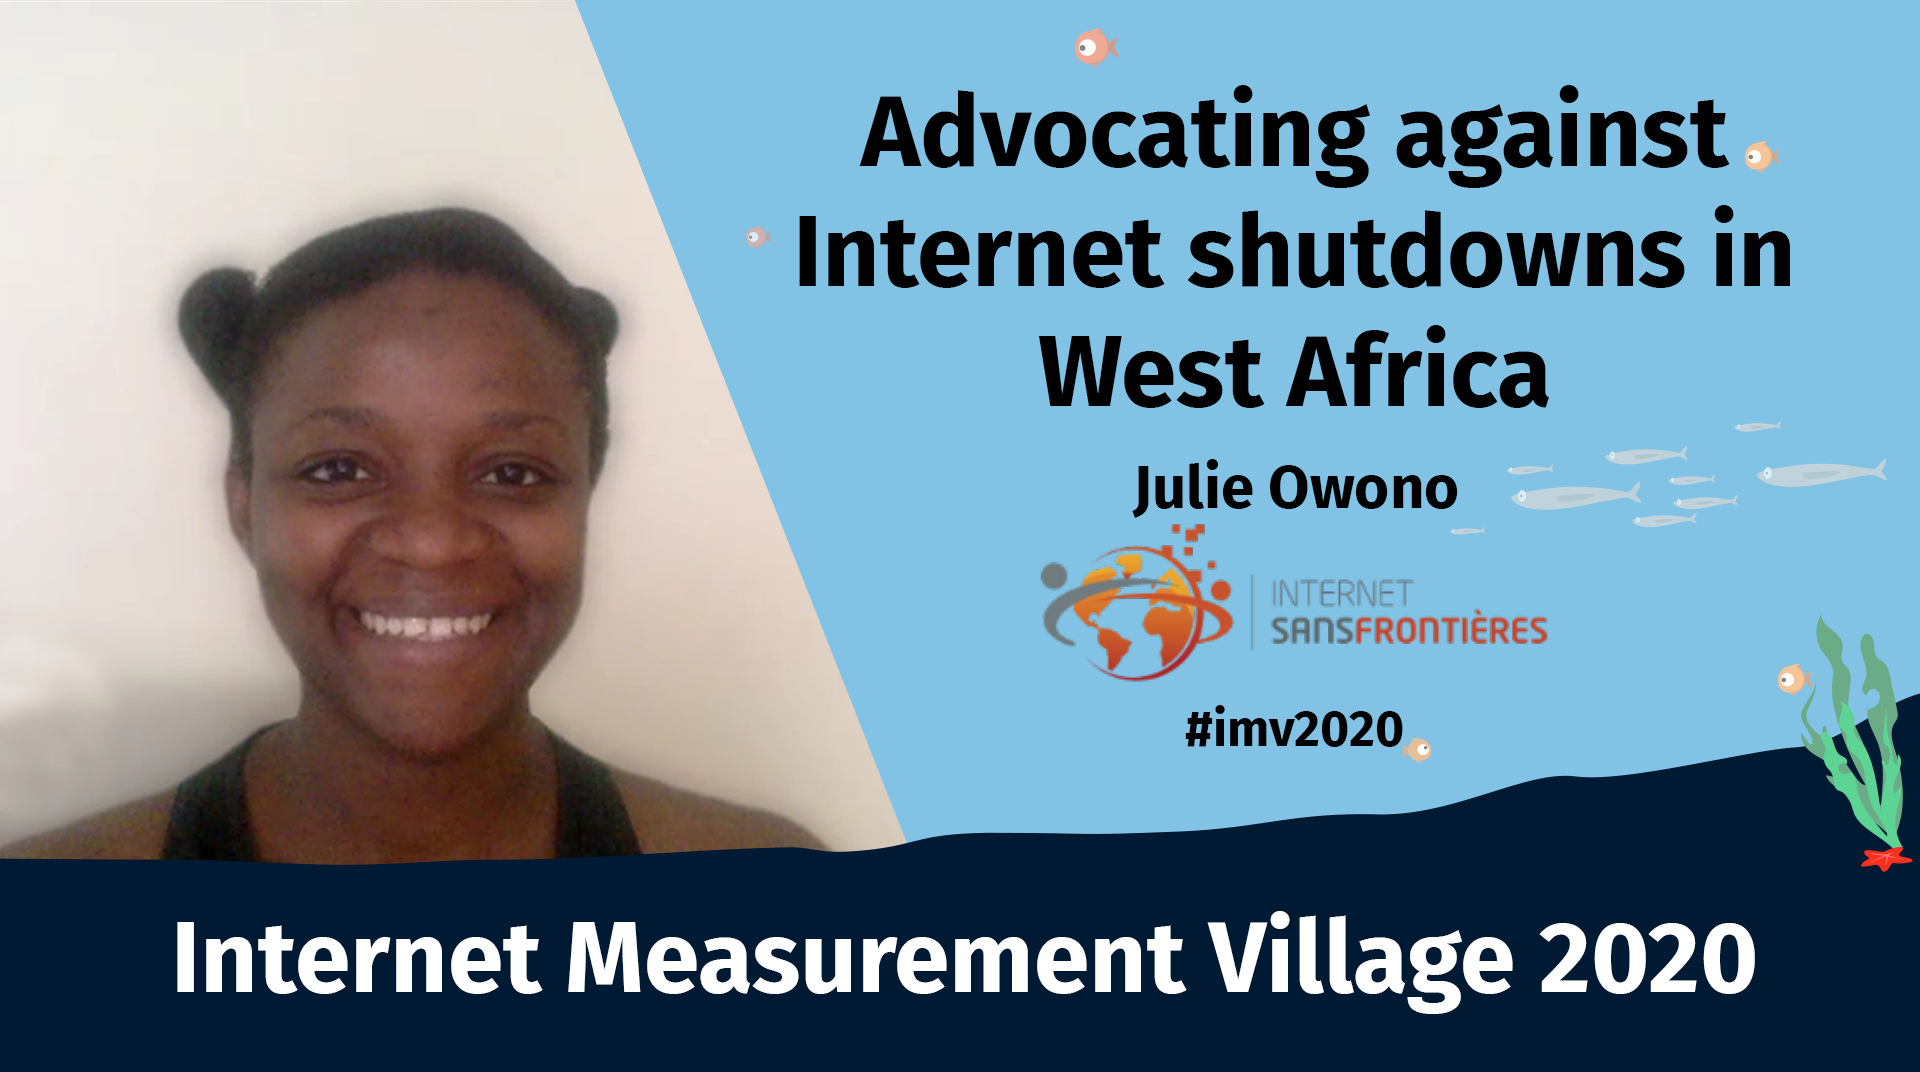 Advocating against
Internet shutdowns in
West Africa
Julie Owono
INTERNET
SANSFRONTIÈRES
#imv2020
Internet Measurement Village 2020